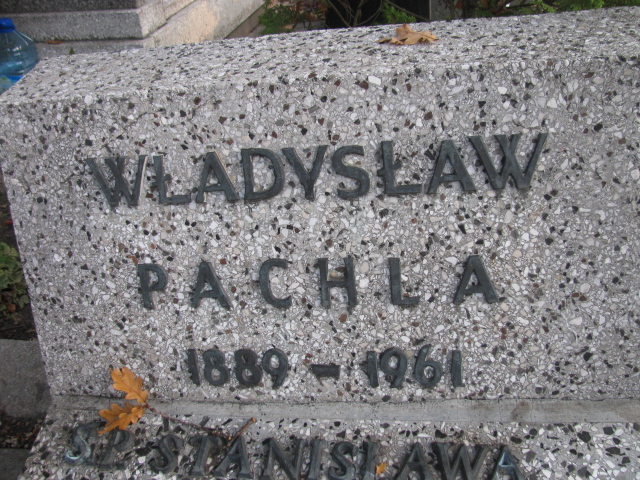 WŁADYSŁAW
PACHLA
1889 - 1961
ŚP STANISŁAWA